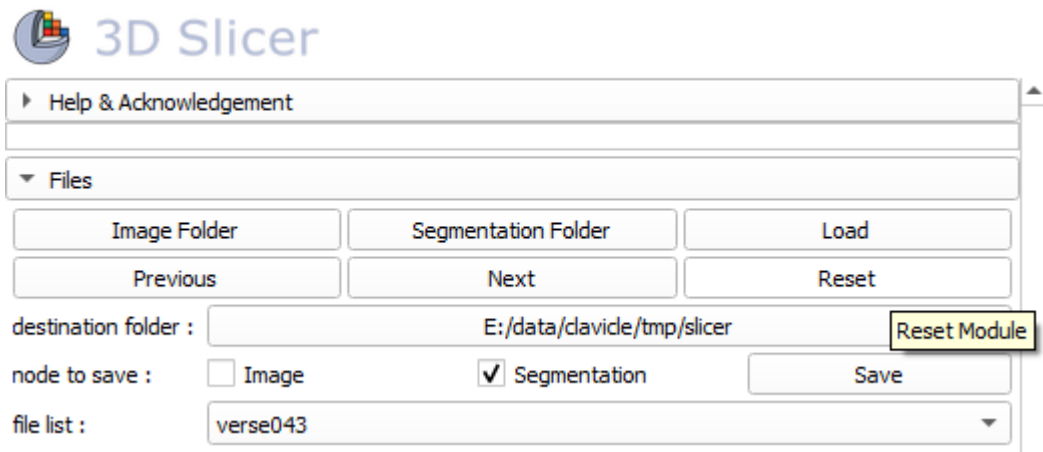 3D Slicer
Help & Acknowledgement
Files
Image Folder Segmentation Folder Load
Previous Next Reset
destination folder : E:/data/clavicle/tmp/slicer Reset Module
node to save : Image Segmentation Save
file list : verse043